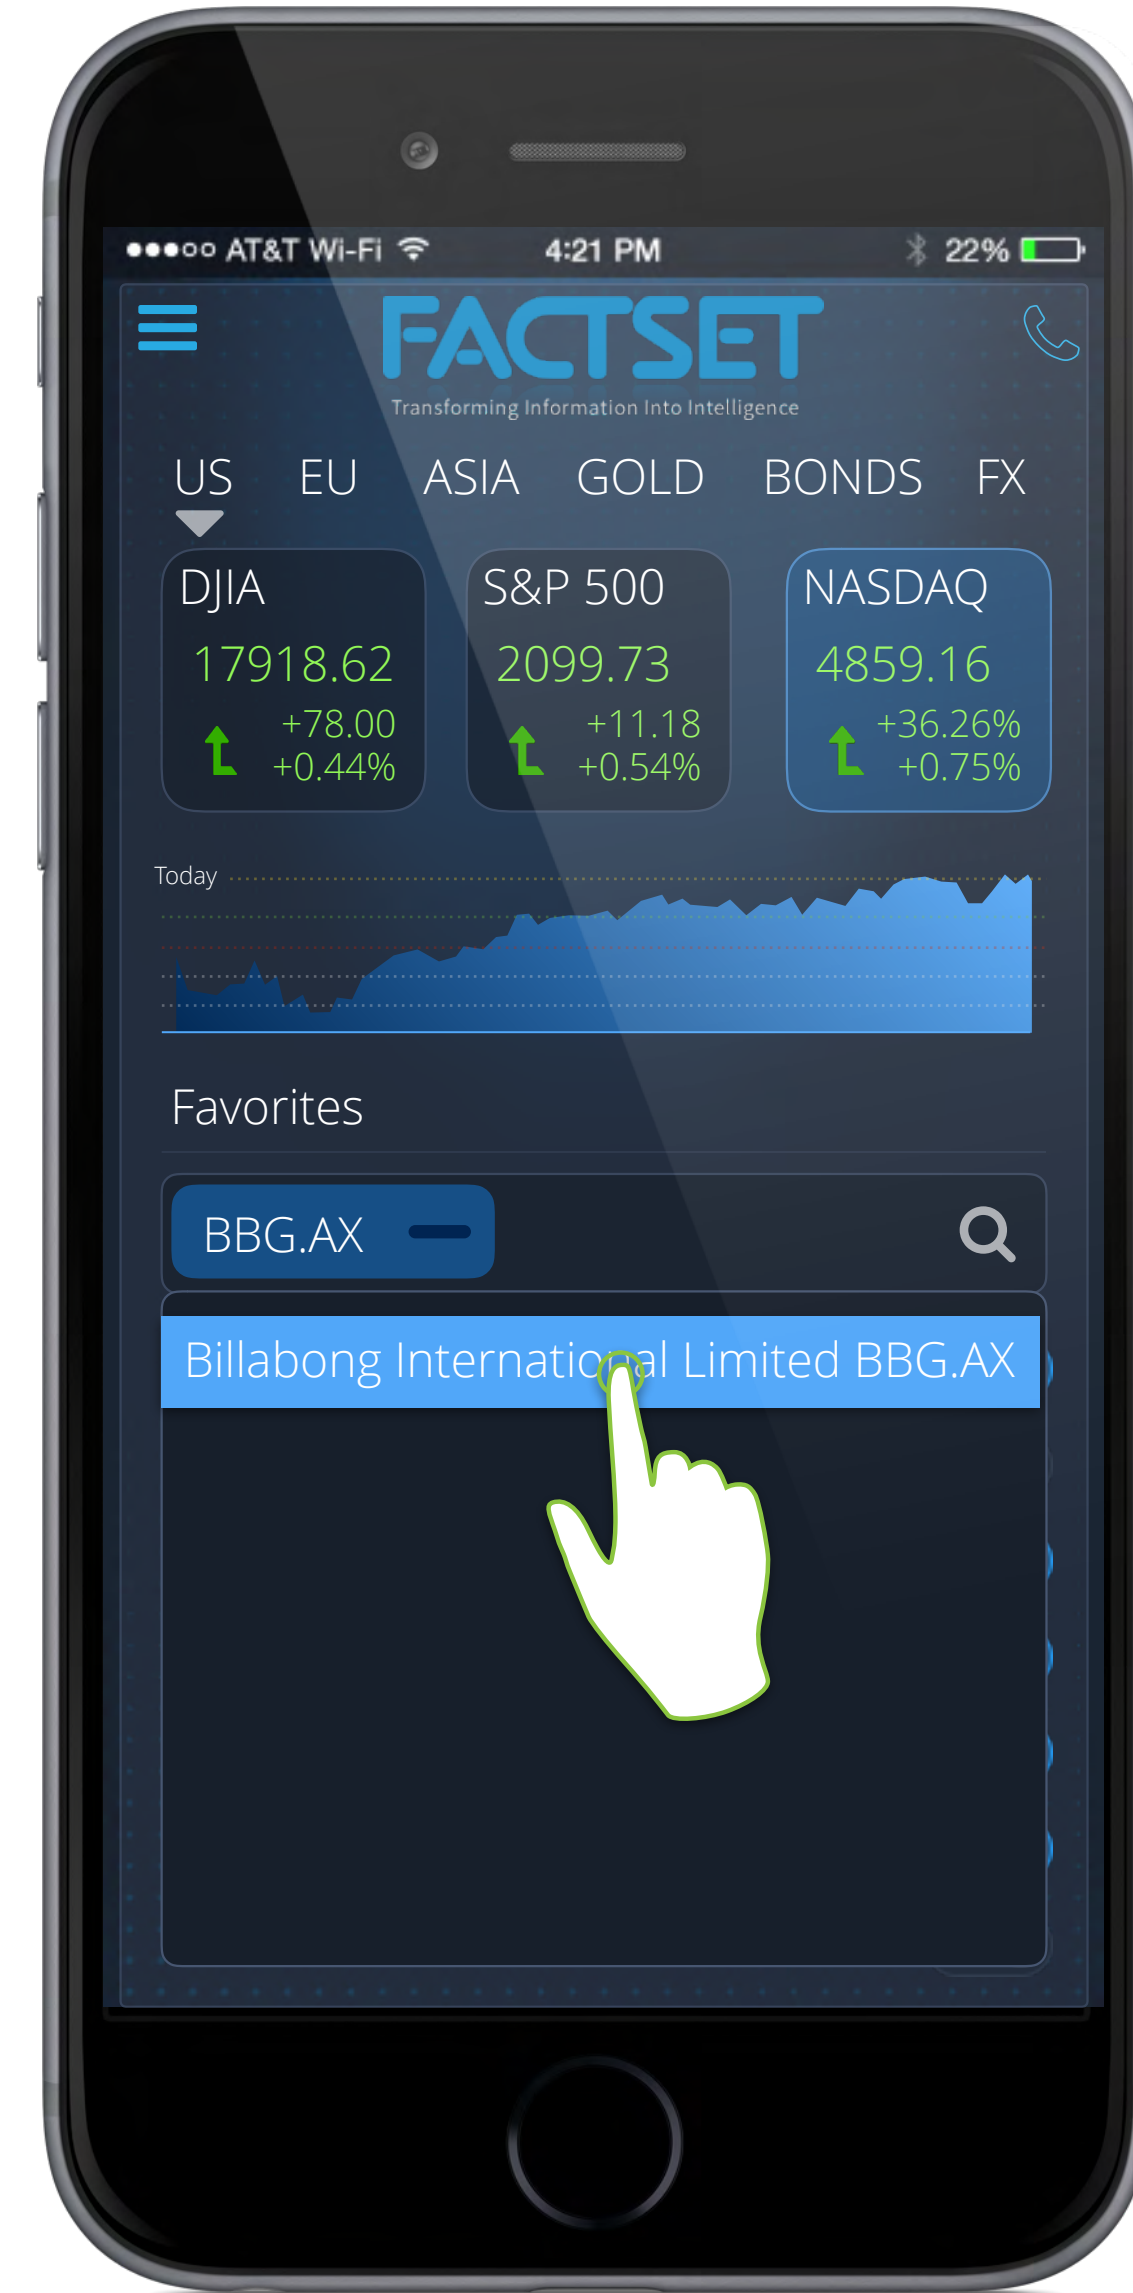 AT&T Wi-Fi 4:21 PM 22%
FACTSET
Transforming Information Into Intelligence
US EU ASIA GOLD BONDS FX
DJIA
17918.62
+78.00
+0.44%
S&P 500
2099.73
+11.18
+0.54%
NASDAQ
4859.16
+36.26%
+0.75%
Today
Favorites
BBG.AX
Billabong International Limited BBG.AX